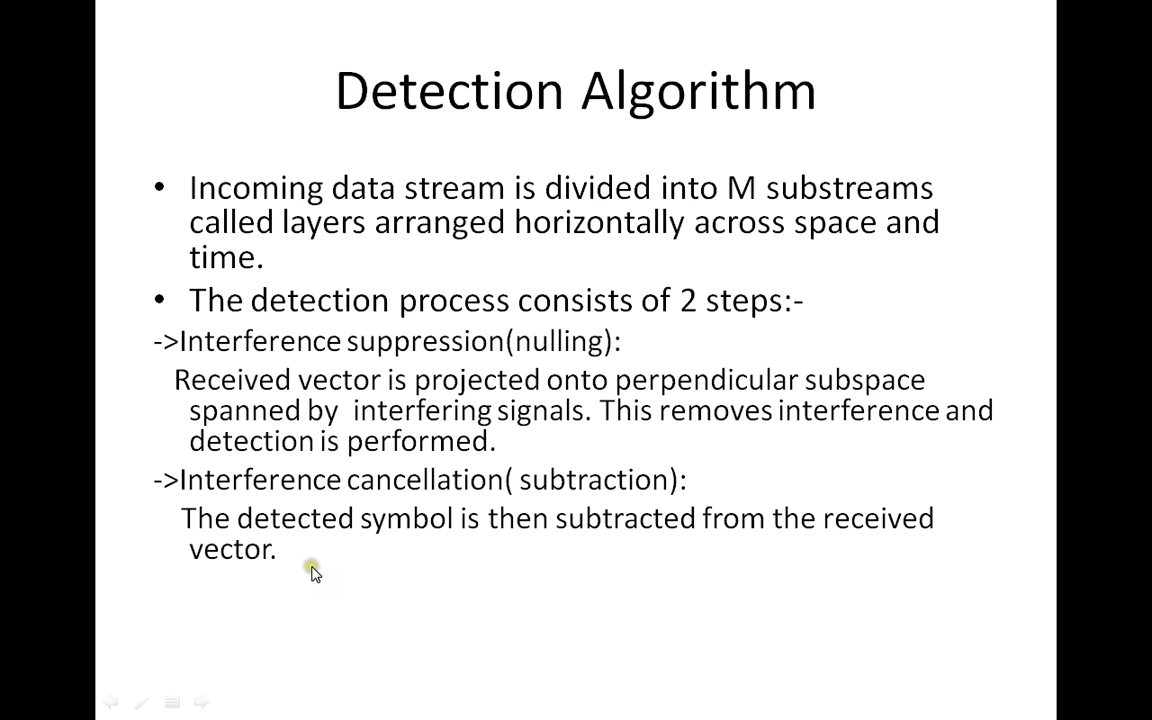 Detection Algorithm
• Incoming data stream is divided into M substreams
called layers arranged horizontally across space and
time.
• The detection process consists of 2 steps:-
->Interference suppression(nulling):
Received vector is projected onto perpendicular subspace
spanned by interfering signals. This removes interference and
detection is performed.
->Interference cancellation( subtraction):
The detected symbol is then subtracted from the received
vector.